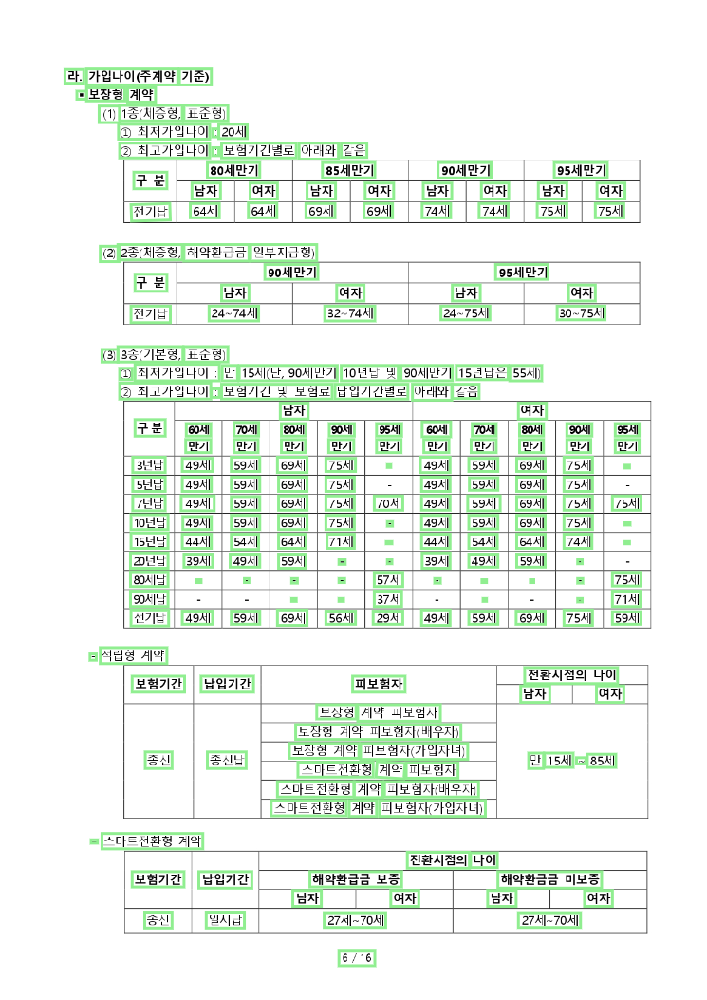 라. 가입나이(주계약 기준)
▪ 보장형 계약
(1) 1종(체증형, 표준형)
① 최저가입나이 : 20세
② 최고가입나이 : 보험기간별로 아래와 같음
구 분 80세만기 85세만기 90세만기 95세만기
남자 여자 남자 여자 남자 여자 남자 여자
전기납 64세 64세 69세 69세 74세 74세 75세 75세
(2) 2종(체증형, 해약환급금 일부지급형)
구 분 90세만기 95세만기
남자 여자 남자 여자
전기납 24~74세 32~74세 24~75세 30~75세
(3) 3종(기본형, 표준형)
① 최저가입나이 : 만 15세(단, 90세만기 10년납 및 90세만기 15년납은 55세)
② 최고가입나이 : 보험기간 및 보험료 납입기간별로 아래와 같음
구 분 남자 여자
60세 70세 80세 90세 95세 60세 70세 80세 90세 95세
만기 만기 만기 만기 만기 만기 만기 만기 만기 만기
3년납 49세 59세 69세 75세 - 49세 59세 69세 75세 -
5년납 49세 59세 69세 75세 - 49세 59세 69세 75세 -
7년납 49세 59세 69세 75세 70세 49세 59세 69세 75세 75세
10년납 49세 59세 69세 75세 - 49세 59세 69세 75세 -
15년납 44세 54세 64세 71세 - 44세 54세 64세 74세 -
20년납 39세 49세 59세 - - 39세 49세 59세 - -
80세납 - - - - 57세 - - - - 75세
90세납 - - - - 37세 - - - - 71세
전기납 49세 59세 69세 56세 29세 49세 59세 69세 75세 59세
- 적립형 계약
보험기간 납입기간 피보험자 전환시점의 나이
남자 여자
종신 종신납 보장형 계약 피보험자 만 15세 ~ 85세
보장형 계약 피보험자(배우자)
보장형 계약 피보험자(가입자녀)
스마트전환형 계약 피보험자
스마트전환형 계약 피보험자(배우자)
스마트전환형 계약 피보험자(가입자녀)
- 스마트전환형 계약
보험기간 납입기간 전환시점의 나이
해약환급금 보증 해약환금금 미보증
남자 여자 남자 여자
종신 일시납 27세~70세 27세~70세
6 / 16